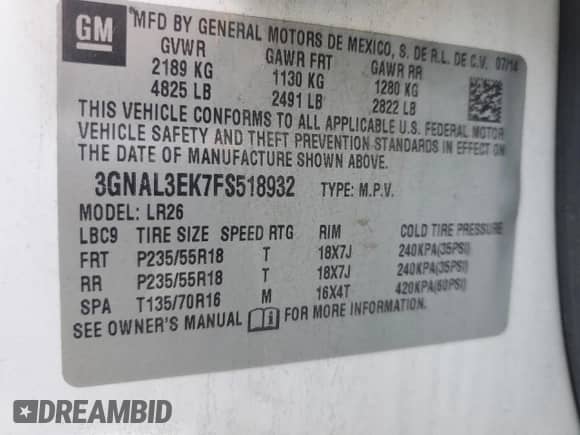 GM
MFD BY GENERAL MOTORS DE MEXICO, S. DE R.L. DE C.V. 07/14
GVWR GAWR FRT GAWR RR
2189 KG 1130 KG 1280 KG
4825 LB 2491 LB 2822 LB
THIS VEHICLE CONFORMS TO ALL APPLICABLE U.S. FEDERAL MOTOR
VEHICLE SAFETY AND THEFT PREVENTION STANDARDS IN EFFECT ON
THE DATE OF MANUFACTURE SHOWN ABOVE.
3GNAL3EK7FS518932 TYPE: M.P.V.
MODEL: LR26
LBC9 TIRE SIZE SPEED RTG RIM COLD TIRE PRESSURE
FRT P235/55R18 T 18X7J 240KPA(35PSI)
RR P235/55R18 T 18X7J 240KPA(35PSI)
SPA T135/70R16 M 16X4T 420KPA(60PSI)
SEE OWNER'S MANUAL FOR MORE INFORMATION.
DREAMBID